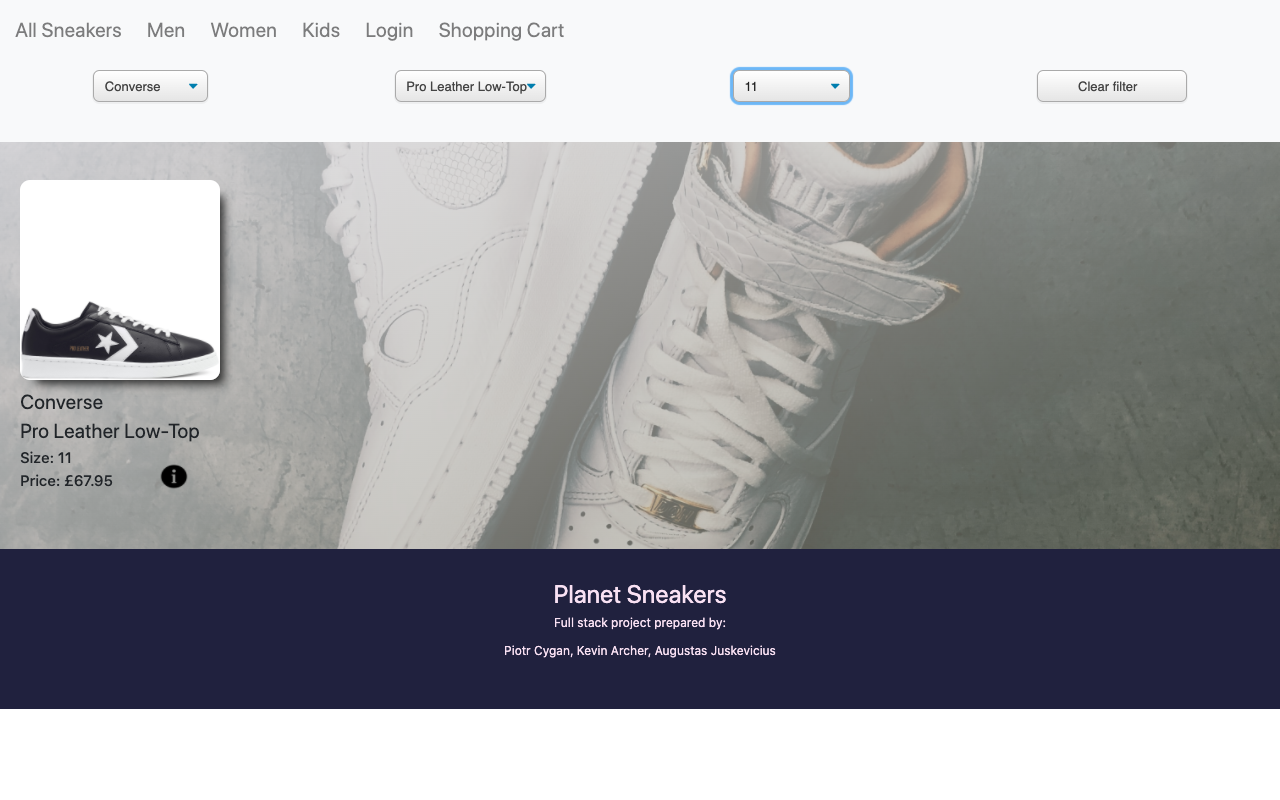 All Sneakers Men Women Kids Login Shopping Cart
Converse Pro Leather Low-Top 11 Clear filter
Converse
Pro Leather Low-Top
Size: 11
Price: £67.95
Planet Sneakers
Full stack project prepared by:
Piotr Cygan, Kevin Archer, Augustas Juskevicius